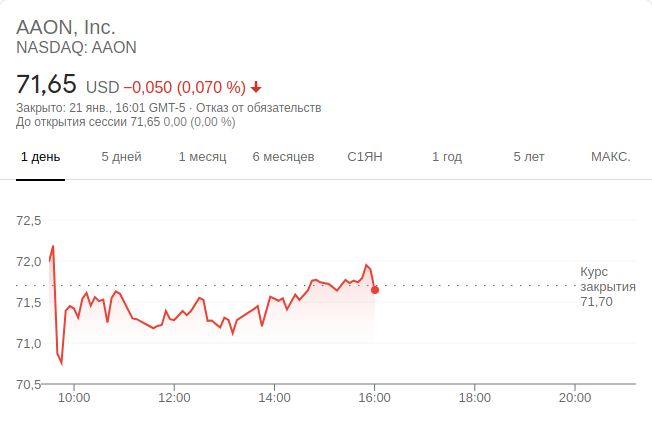 AAON, Inc.
NASDAQ: AAON
71,65 USD −0,050 (0,070 %)
Закрыто: 21 янв., 16:01 GMT-5 · Отказ от обязательств
До открытия сессии 71,65 0,00 (0,00 %)
1 день 5 дней 1 месяц 6 месяцев С1ЯН 1 год 5 лет МАКС.
72,5
72,0
71,5
71,0
70,5
Курс
закрытия
71,70
10:00 12:00 14:00 16:00 18:00 20:00